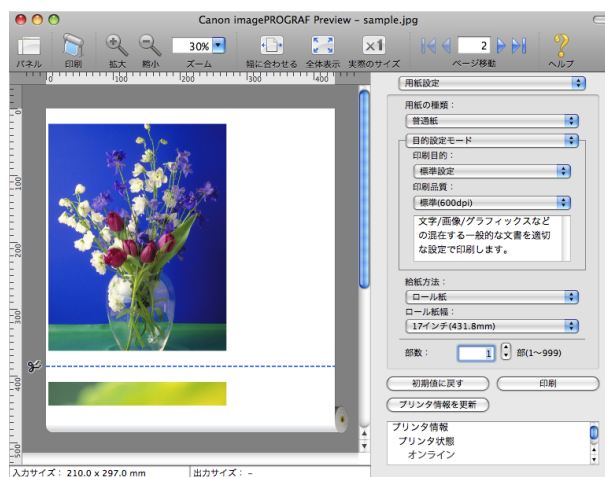 Canon imagePROGRAF Preview – sample.jpg
30%
2
パネル 印刷 拡大 縮小 ズーム 幅に合わせる 全体表示 実際のサイズ ページ移動 ヘルプ
0 100 200 300 400
0
100
200
300
400
500
用紙設定
用紙の種類：
普通紙
目的設定モード
印刷目的：
標準設定
印刷品質：
標準(600dpi)
文字/画像/グラフィックスなど
の混在する一般的な文書を適切
な設定で印刷します。
給紙方法：
ロール紙
ロール紙幅：
17インチ(431.8mm)
部数： 1 部(1〜999)
初期値に戻す 印刷
プリンタ情報を更新
プリンタ情報
プリンタ状態
オンライン
入力サイズ： 210.0 x 297.0 mm 出力サイズ： –